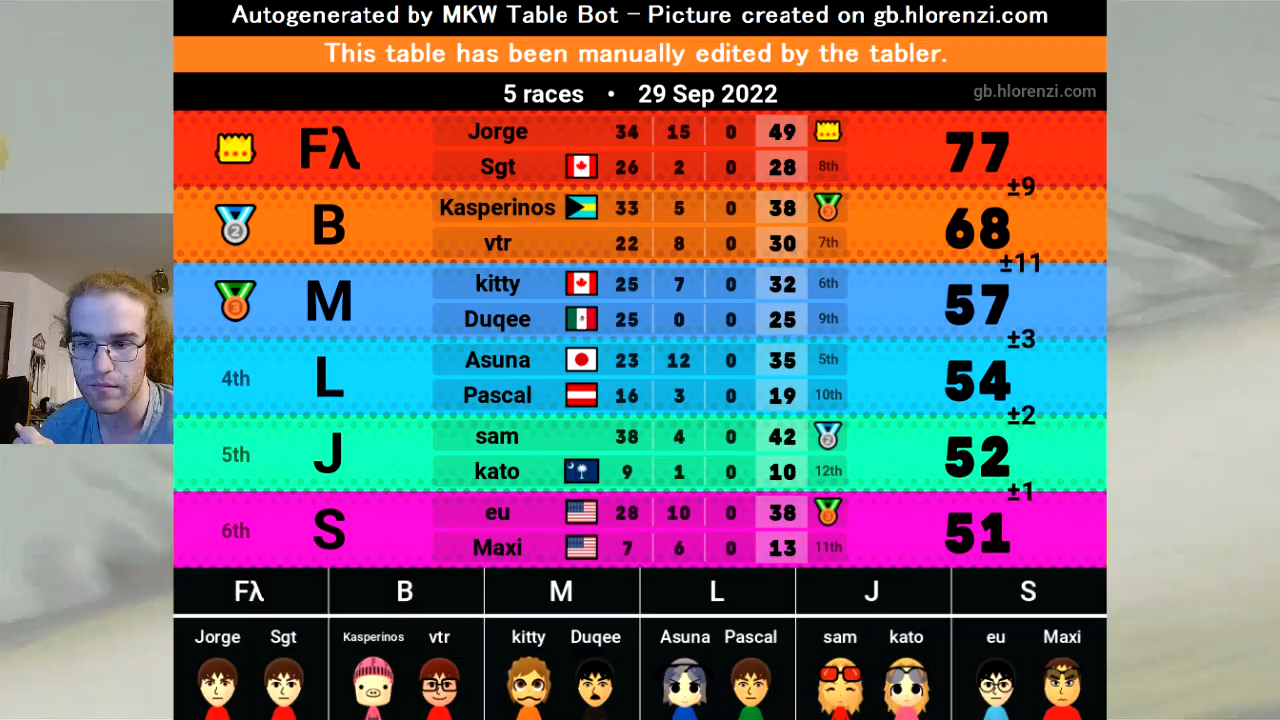 Autogenerated by MKW Table Bot – Picture created on gb.hlorenzi.com
This table has been manually edited by the tabler.
5 races • 29 Sep 2022 gb.hlorenzi.com
Fλ Jorge 34 15 0 49 77
Sgt 26 2 0 28 8th
±9
2 B Kasperinos 33 5 0 38 3 68
vtr 22 8 0 30 7th
±11
3 M kitty 25 7 0 32 6th 57
Duqee 25 0 0 25 9th
±3
4th L Asuna 23 12 0 35 5th 54
Pascal 16 3 0 19 10th
±2
5th J sam 38 4 0 42 2 52
kato 9 1 0 10 12th
±1
6th S eu 28 10 0 38 3 51
Maxi 7 6 0 13 11th
Fλ B M L J S
Jorge Sgt Kasperinos vtr kitty Duqee Asuna Pascal sam kato eu Maxi